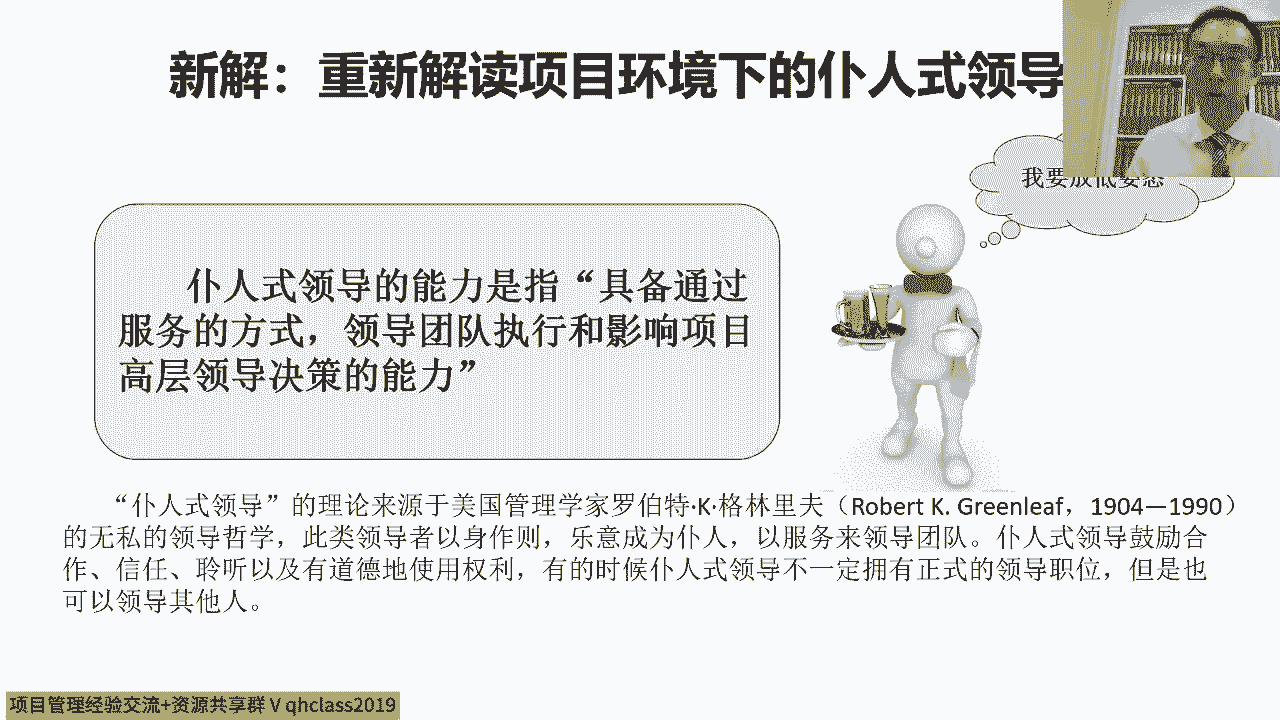 新解：重新解读项目环境下的仆人式领导
我要放低姿态
仆人式领导的能力是指“具备通过
服务的方式，领导团队执行和影响项目
高层领导决策的能力”
“仆人式领导”的理论来源于美国管理学家罗伯特·K·格林里夫（Robert K. Greenleaf，1904—1990）
的无私的领导哲学，此类领导者以身作则，乐意成为仆人，以服务来领导团队。仆人式领导鼓励合
作、信任、聆听以及有道德地使用权利，有的时候仆人式领导不一定拥有正式的领导职位，但是也
可以领导其他人。
项目管理经验交流+资源共享群 V qhclass2019